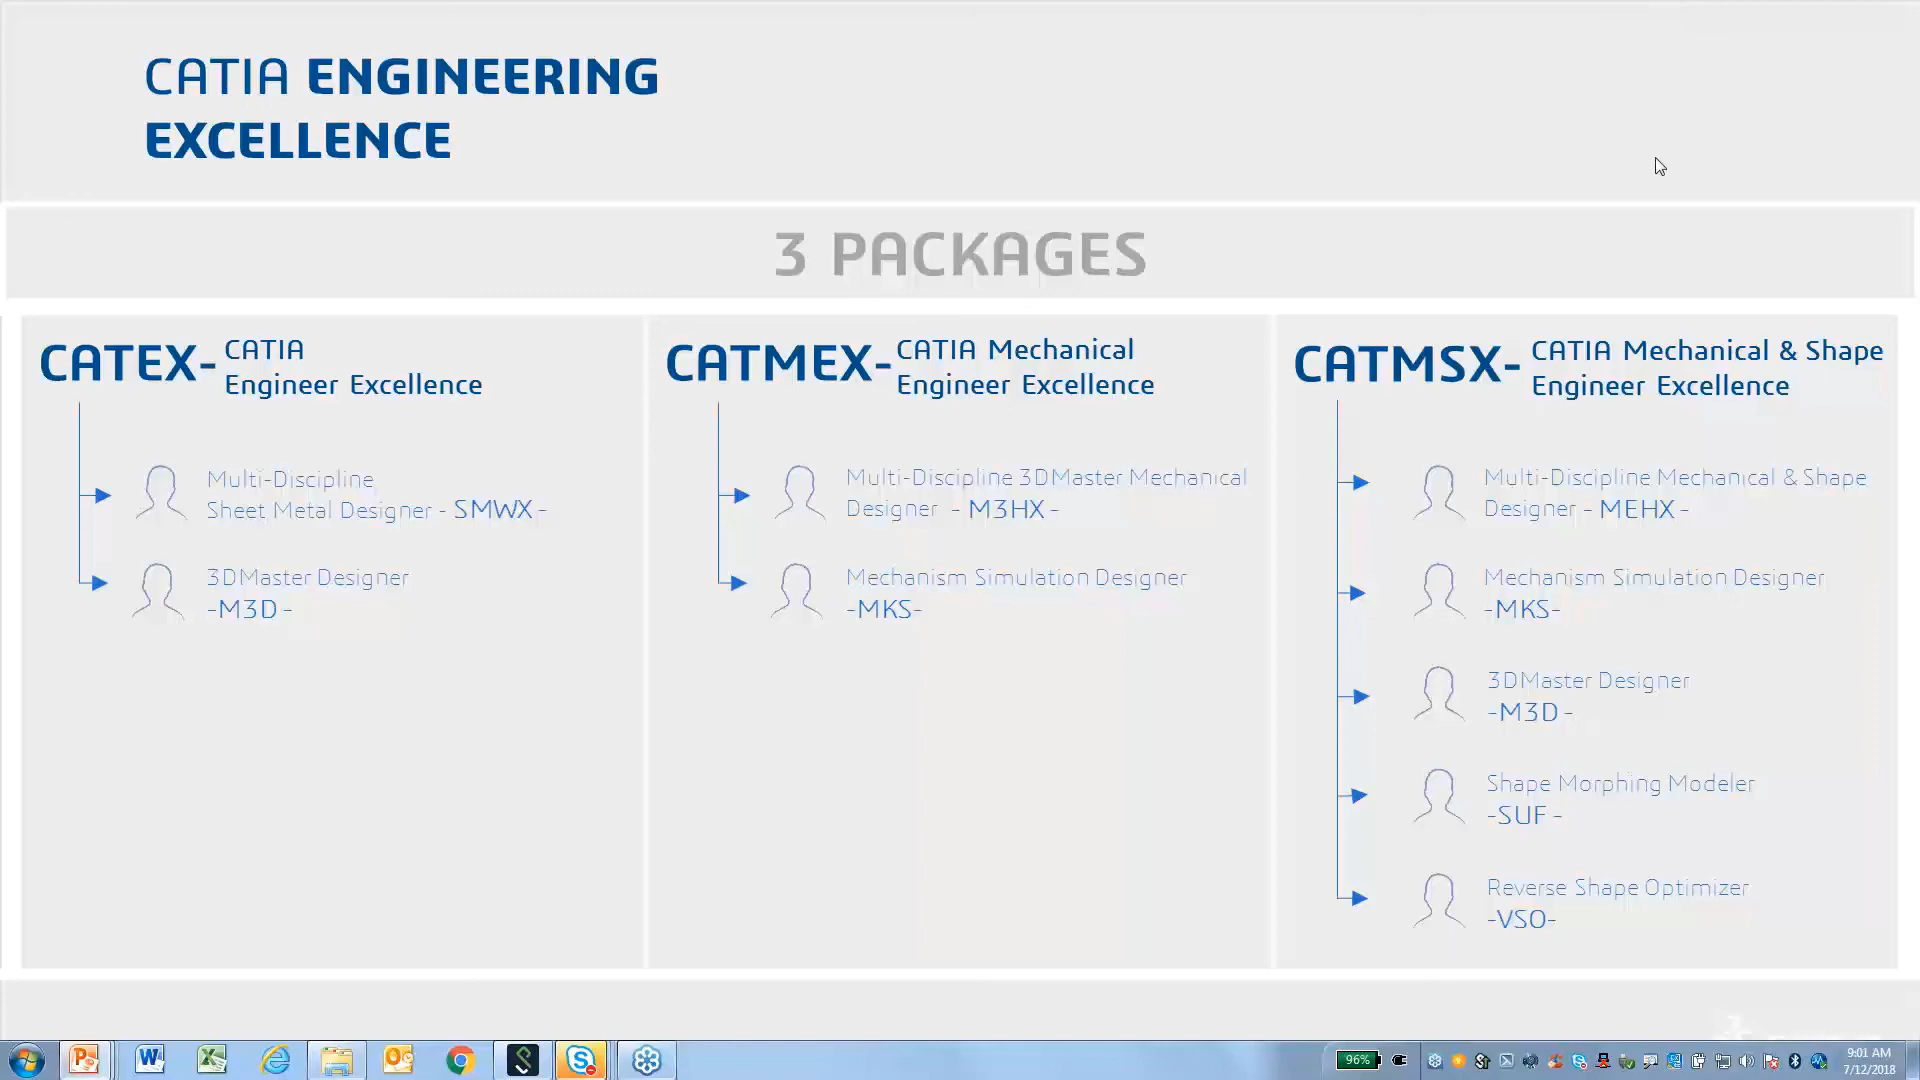 CATIA ENGINEERING
EXCELLENCE
3 PACKAGES
CATEX- CATIA
Engineer Excellence
Multi-Discipline
Sheet Metal Designer - SMWX -
3DMaster Designer
-M3D -
CATMEX- CATIA Mechanical
Engineer Excellence
Multi-Discipline 3DMaster Mechanical
Designer - M3HX -
Mechanism Simulation Designer
-MKS-
CATMSX- CATIA Mechanical & Shape
Engineer Excellence
Multi-Discipline Mechanical & Shape
Designer - MEHX -
Mechanism Simulation Designer
-MKS-
3DMaster Designer
-M3D -
Shape Morphing Modeler
-SUF -
Reverse Shape Optimizer
-VSO-
96%
9:01 AM
7/12/2018